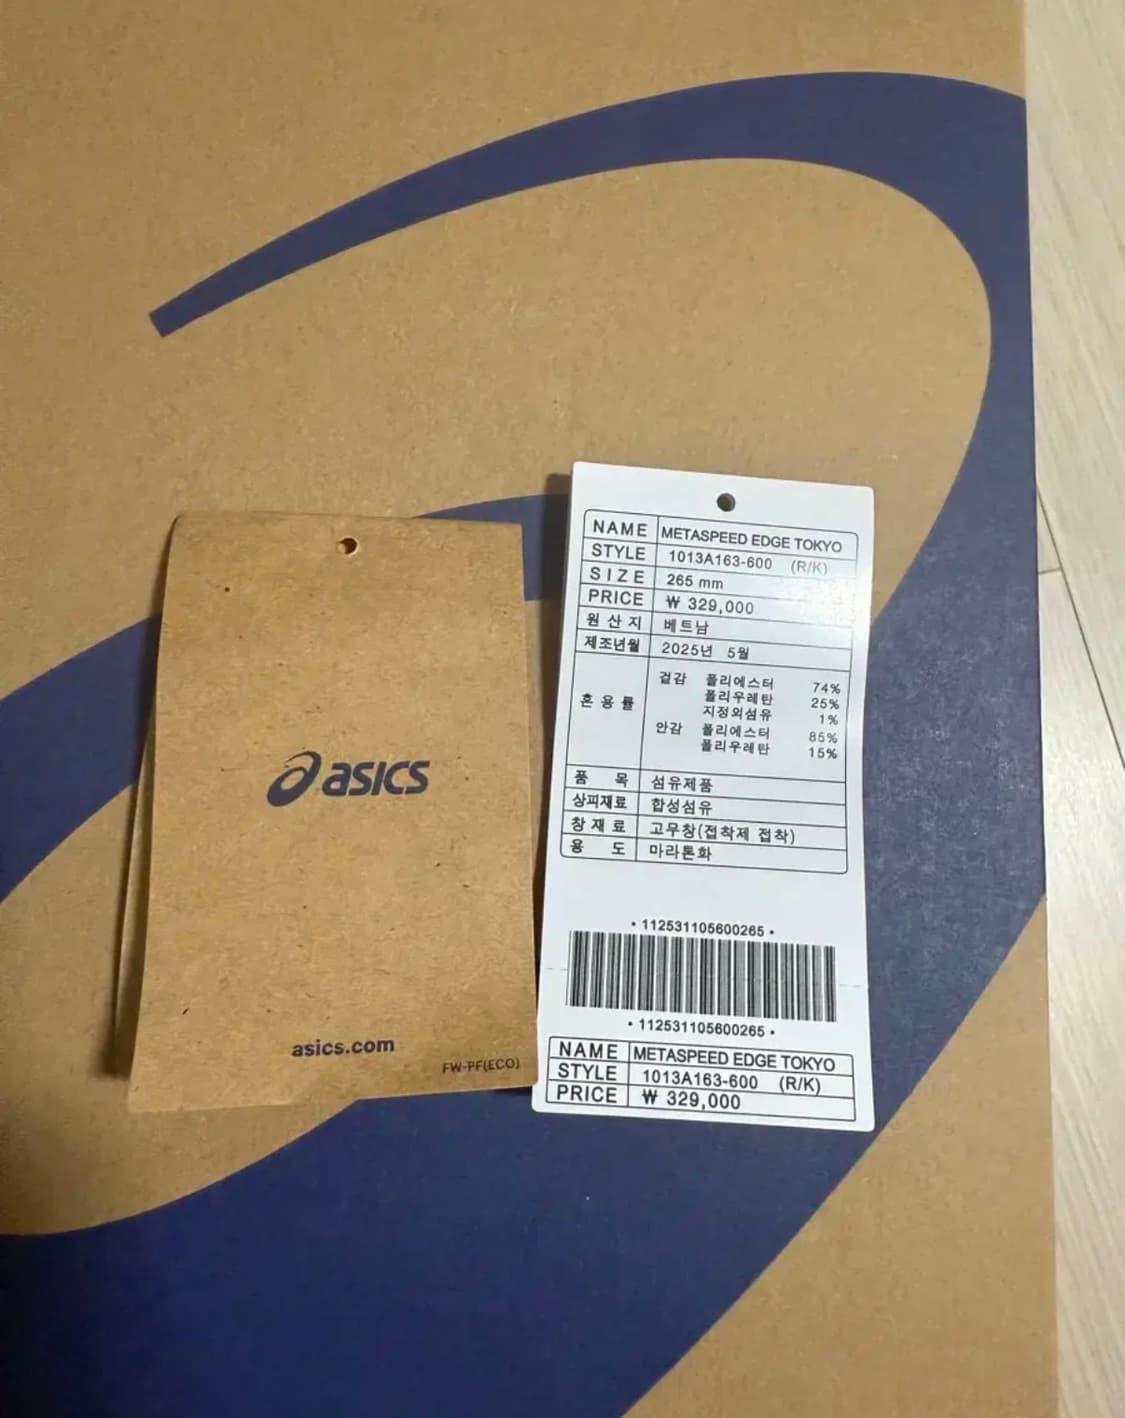 asics
asics.com
FW-PF(ECO)
NAME METASPEED EDGE TOKYO
STYLE 1013A163-600 (R/K)
SIZE 265 mm
PRICE ₩ 329,000
원 산 지 베트남
제조년월 2025년 5월
혼 용 률
겉감 폴리에스터 74%
폴리우레탄 25%
지정외섬유 1%
안감 폴리에스터 85%
폴리우레탄 15%
품 목 섬유제품
상피재료 합성섬유
창 재 료 고무창(접착제 접착)
용 도 마라톤화
• 112531105600265 •
• 112531105600265 •
NAME METASPEED EDGE TOKYO
STYLE 1013A163-600 (R/K)
PRICE ₩ 329,000